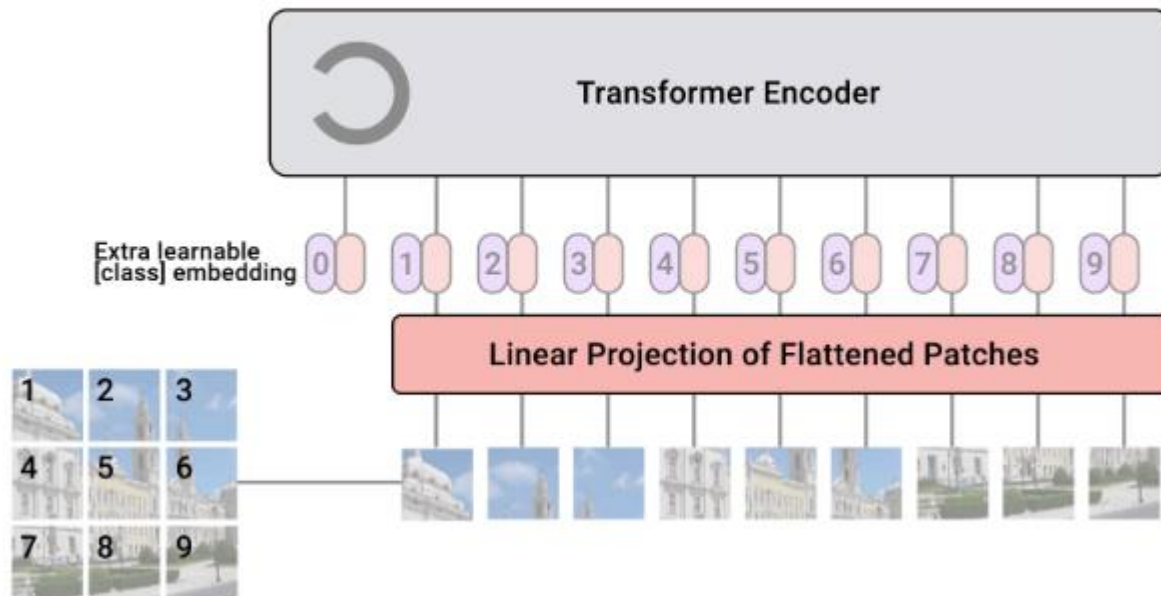 Transformer Encoder
Extra learnable
[class] embedding
0 1 2 3 4 5 6 7 8 9
Linear Projection of Flattened Patches
1 2 3
4 5 6
7 8 9